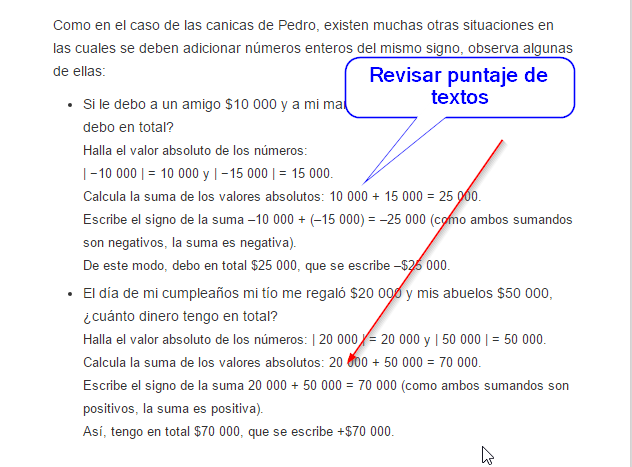 Como en el caso de las canicas de Pedro, existen muchas otras situaciones en
las cuales se deben adicionar números enteros del mismo signo, observa algunas
de ellas:
Revisar puntaje de
textos
• Si le debo a un amigo $10 000 y a mi
debo en total?
Halla el valor absoluto de los números:
| −10 000 | = 10 000 y | −15 000 | = 15 000.
Calcula la suma de los valores absolutos: 10 000 + 15 000 = 25 000.
Escribe el signo de la suma –10 000 + (–15 000) = –25 000 (como ambos sumandos
son negativos, la suma es negativa).
De este modo, debo en total $25 000, que se escribe –$25 000.
• El día de mi cumpleaños mi tío me regaló $20 000 y mis abuelos $50 000,
¿cuánto dinero tengo en total?
Halla el valor absoluto de los números: | 20 000 | = 20 000 y | 50 000 | = 50 000.
Calcula la suma de los valores absolutos: 20 000 + 50 000 = 70 000.
Escribe el signo de la suma 20 000 + 50 000 = 70 000 (como ambos sumandos son
positivos, la suma es positiva).
Así, tengo en total $70 000, que se escribe +$70 000.